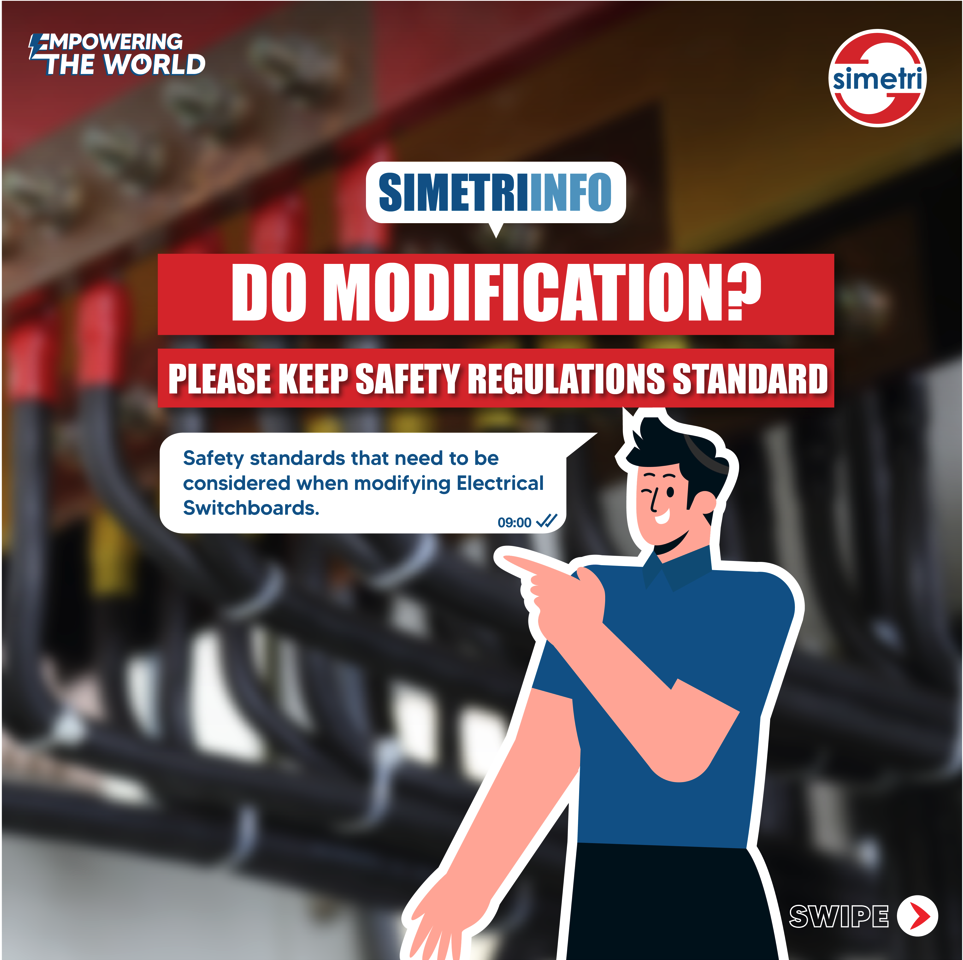 EMPOWERING
THE WORLD
simetri
SIMETRIINFO
DO MODIFICATION?
PLEASE KEEP SAFETY REGULATIONS STANDARD
Safety standards that need to be
considered when modifying Electrical
Switchboards.
09:00
SWIPE